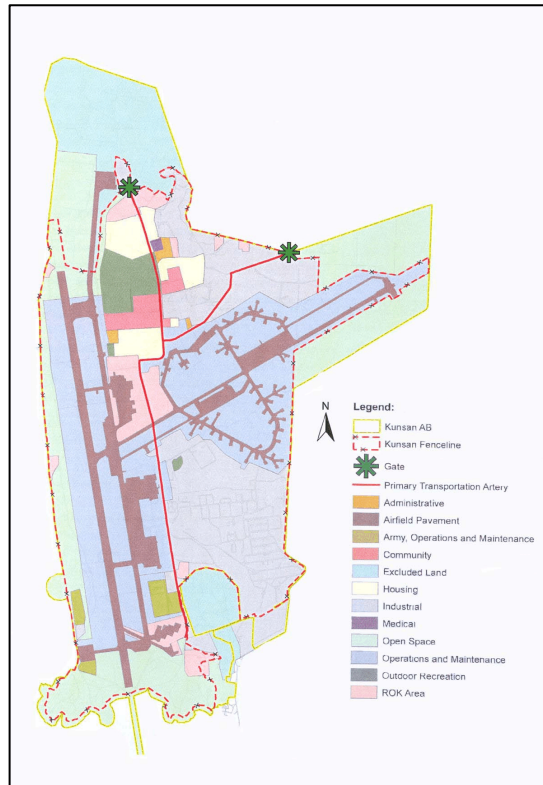 N
Legend:
Kunsan AB
Kunsan Fenceline
Gate
Primary Transportation Artery
Administrative
Airfield Pavement
Army, Operations and Maintenance
Community
Excluded Land
Housing
Industrial
Medical
Open Space
Operations and Maintenance
Outdoor Recreation
ROK Area